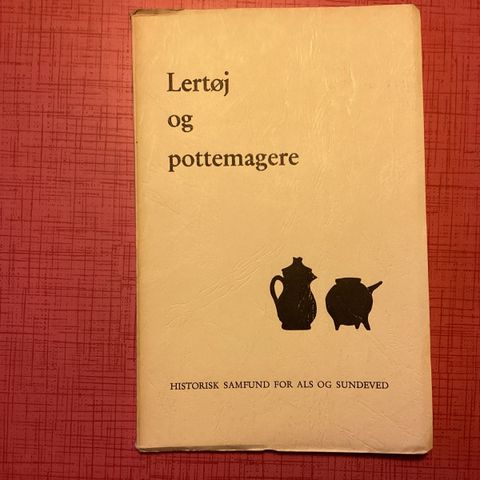 Lertøj
og
pottemagere
HISTORISK SAMFUND FOR ALS OG SUNDEVED